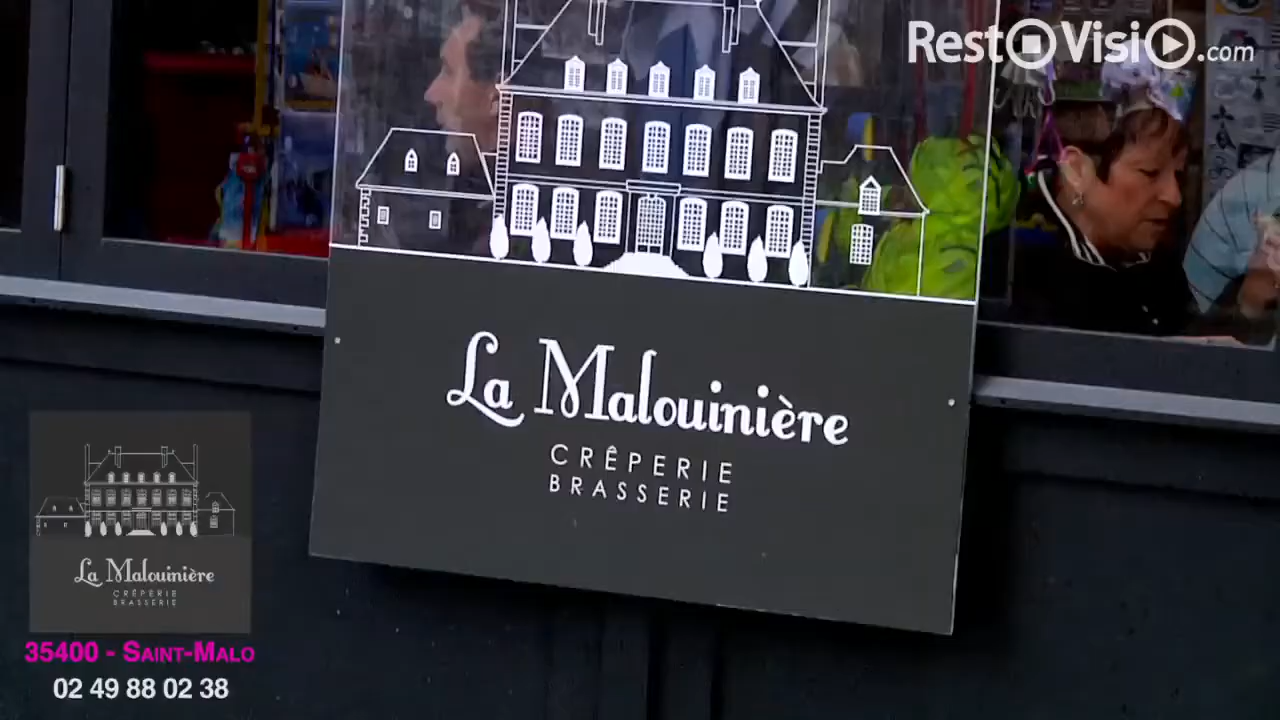 RestOVisiO.com
La Malouinière
CRÊPERIE
BRASSERIE
La Malouinière
CRÊPERIE
BRASSERIE
35400 - SAINT-MALO
02 49 88 02 38